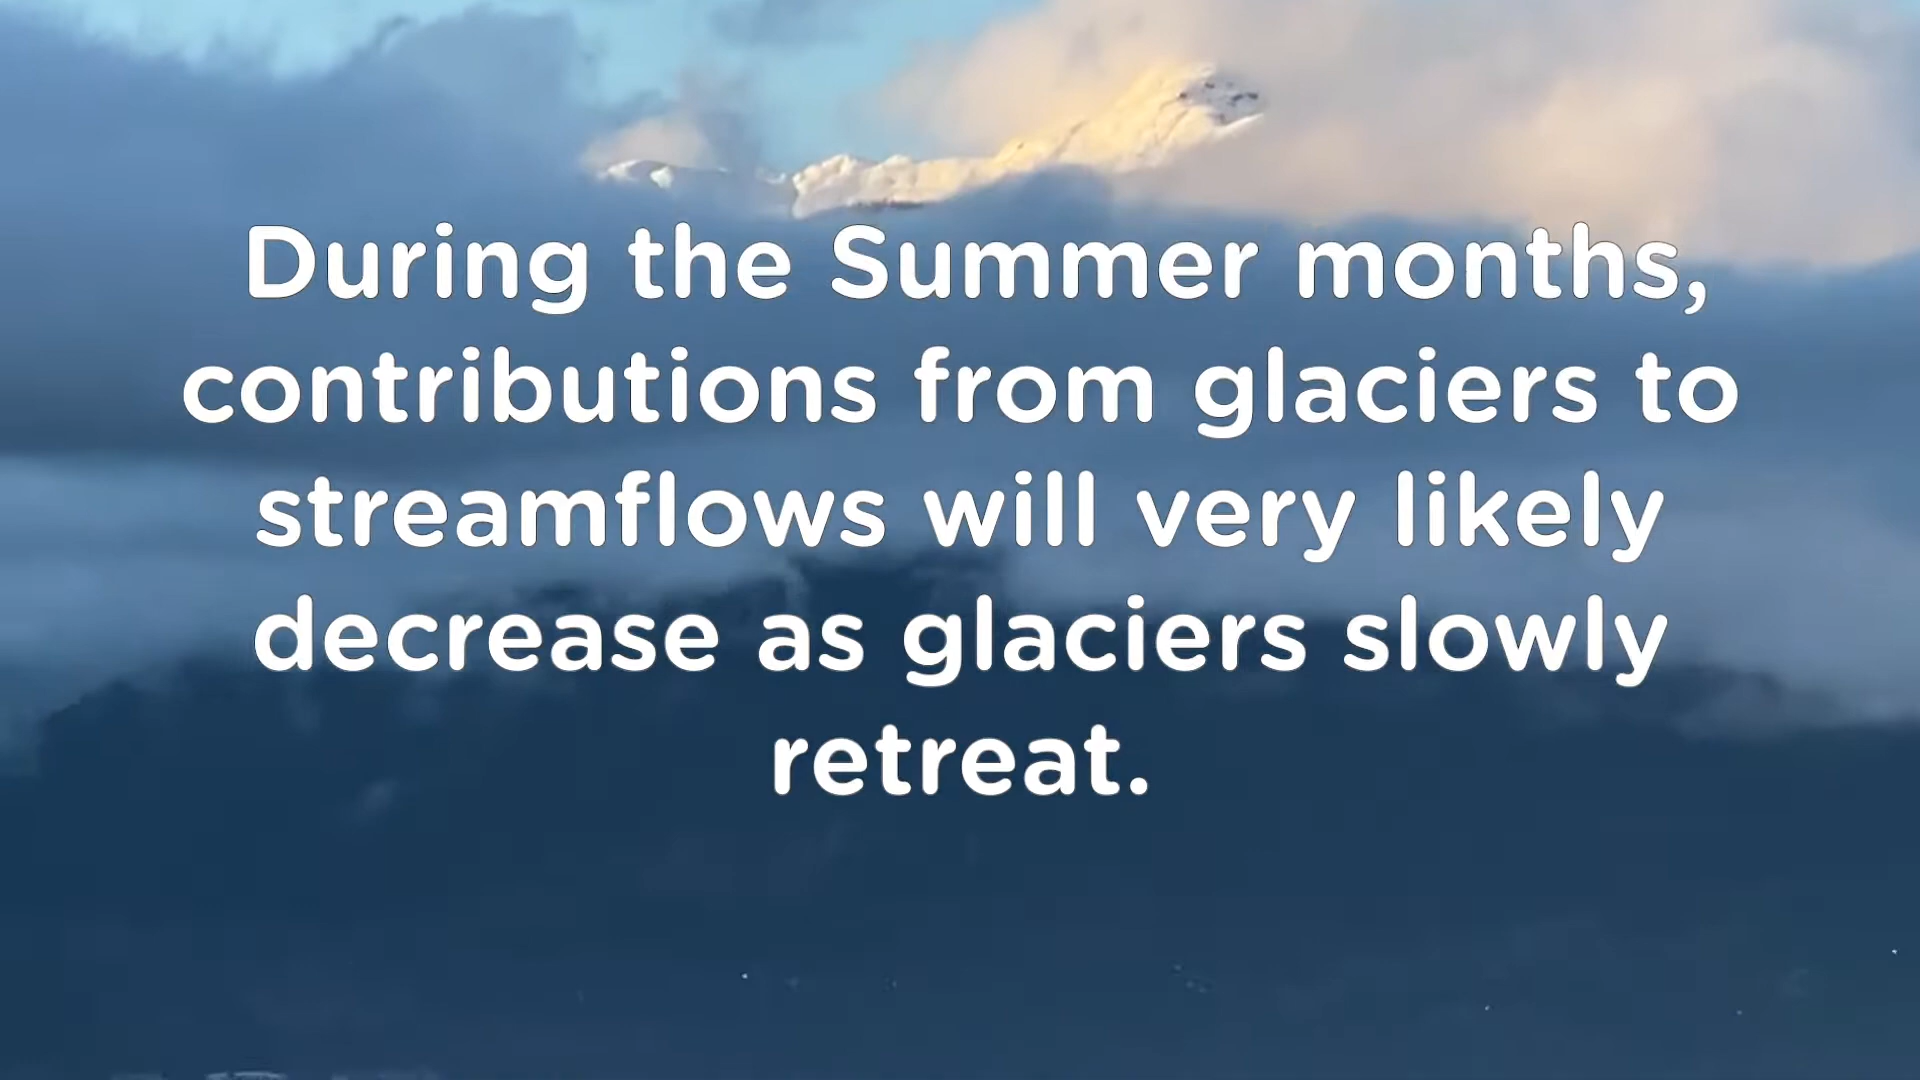 During the Summer months,
contributions from glaciers to
streamflows will very likely
decrease as glaciers slowly
retreat.